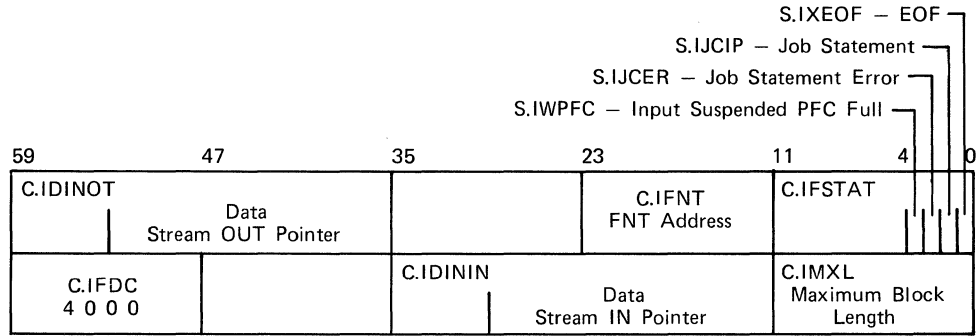 S.IXEOF – EOF
S.IJCIP – Job Statement
S.IJCER – Job Statement Error
S.IWPFC – Input Suspended PFC Full
59 47 35 23 11 4 0
C.IDINOT
Data
Stream OUT Pointer
C.IFNT
FNT Address
C.IFSTAT
C.IFDC
4 0 0 0
C.IDININ
Data
Stream IN Pointer
C.IMXL
Maximum Block
Length